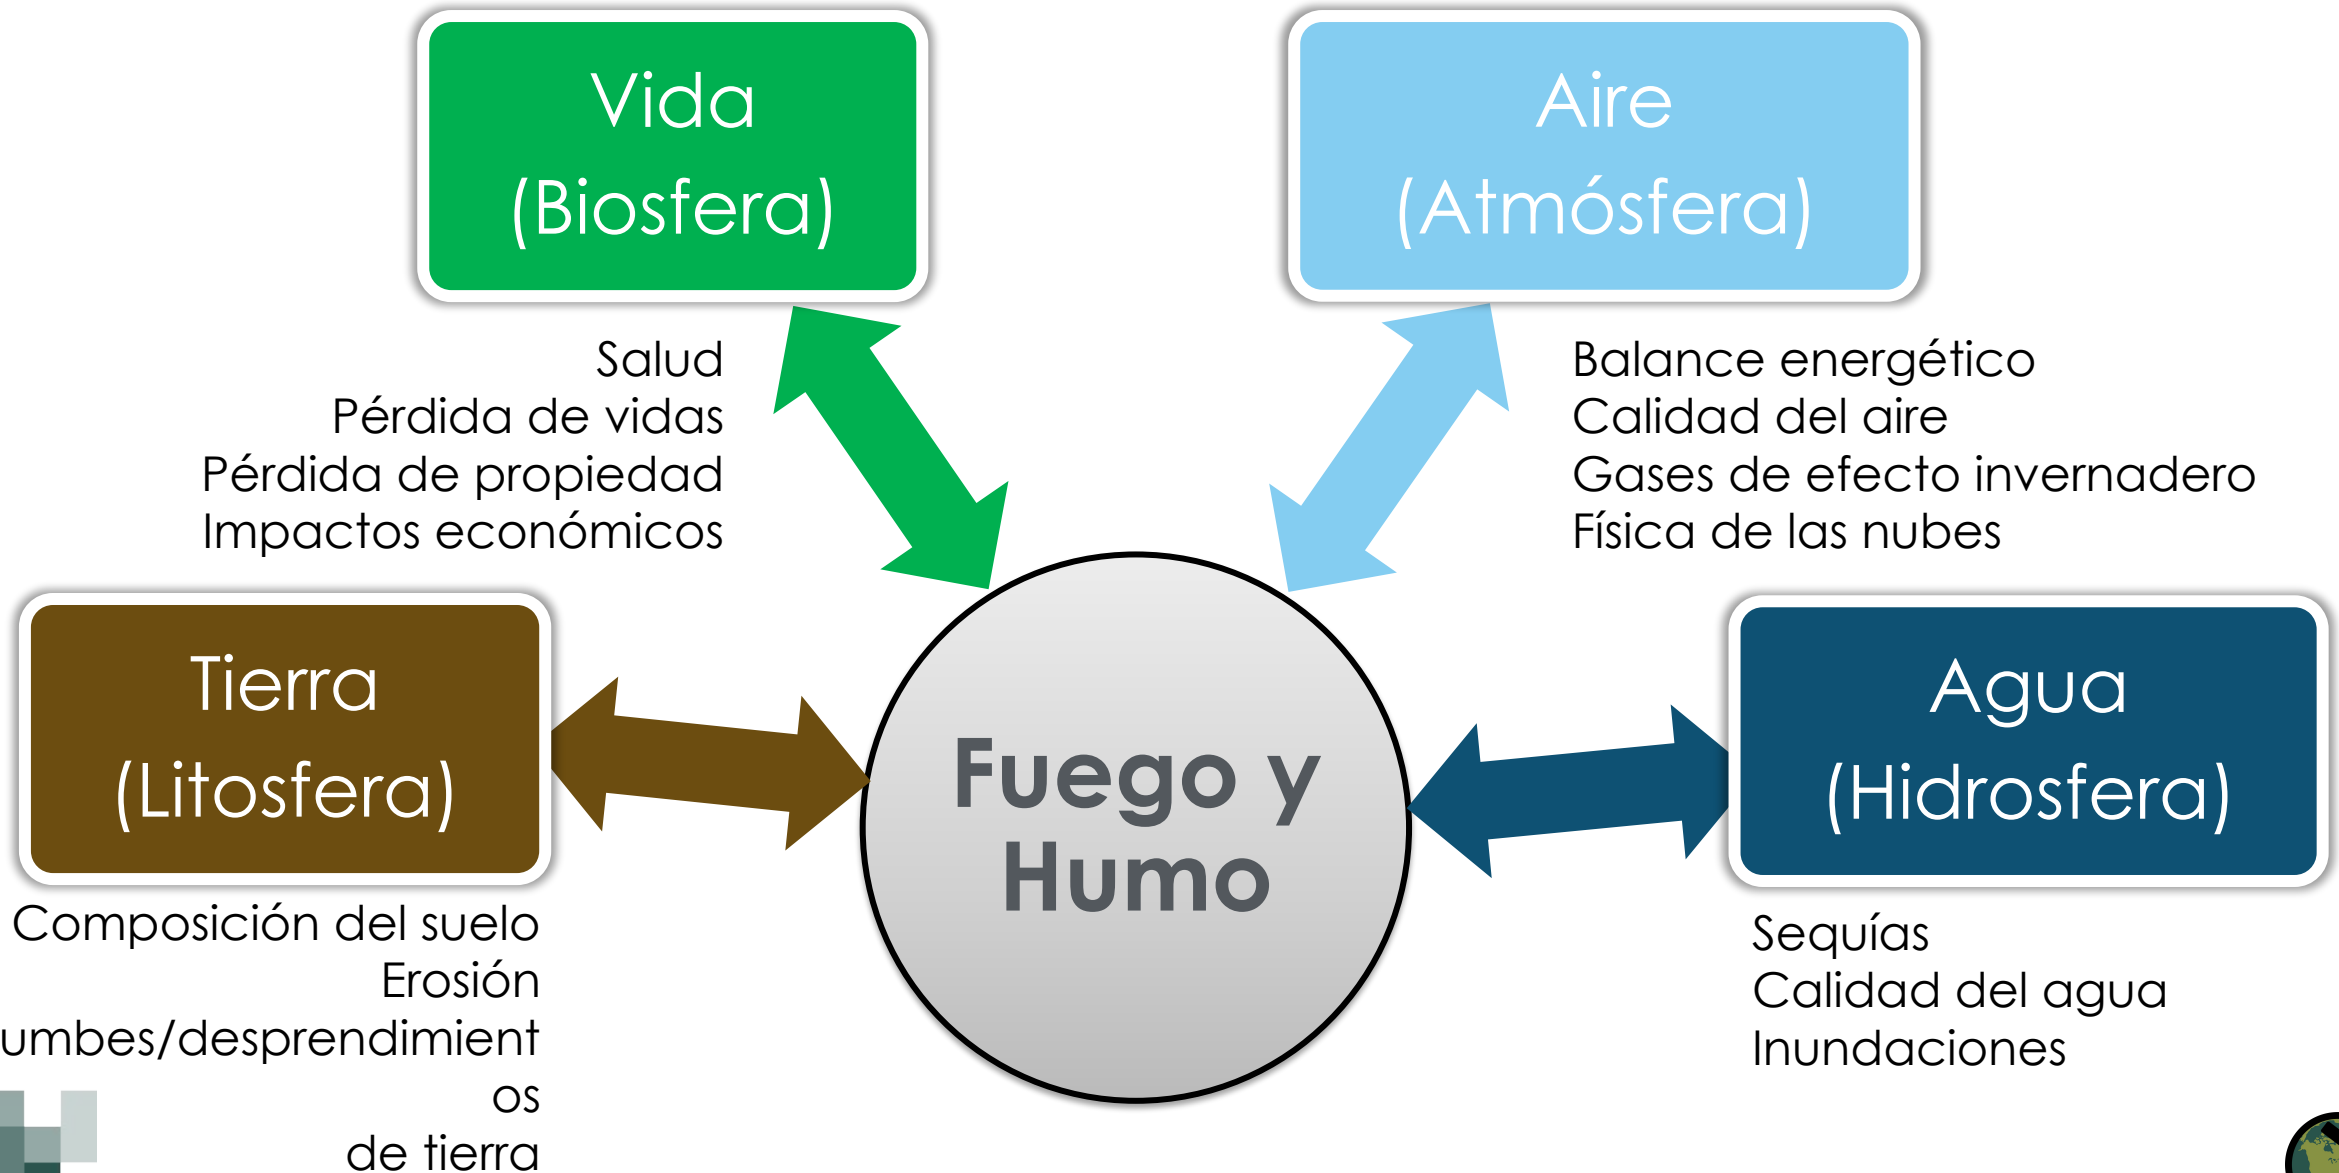 Vida
(Biosfera)
Aire
(Atmósfera)
Salud
Pérdida de vidas
Pérdida de propiedad
Impactos económicos
Balance energético
Calidad del aire
Gases de efecto invernadero
Física de las nubes
Tierra
(Litosfera)
Fuego y
Humo
Agua
(Hidrosfera)
Composición del suelo
Erosión
umbes/desprendimient
os
de tierra
Sequías
Calidad del agua
Inundaciones